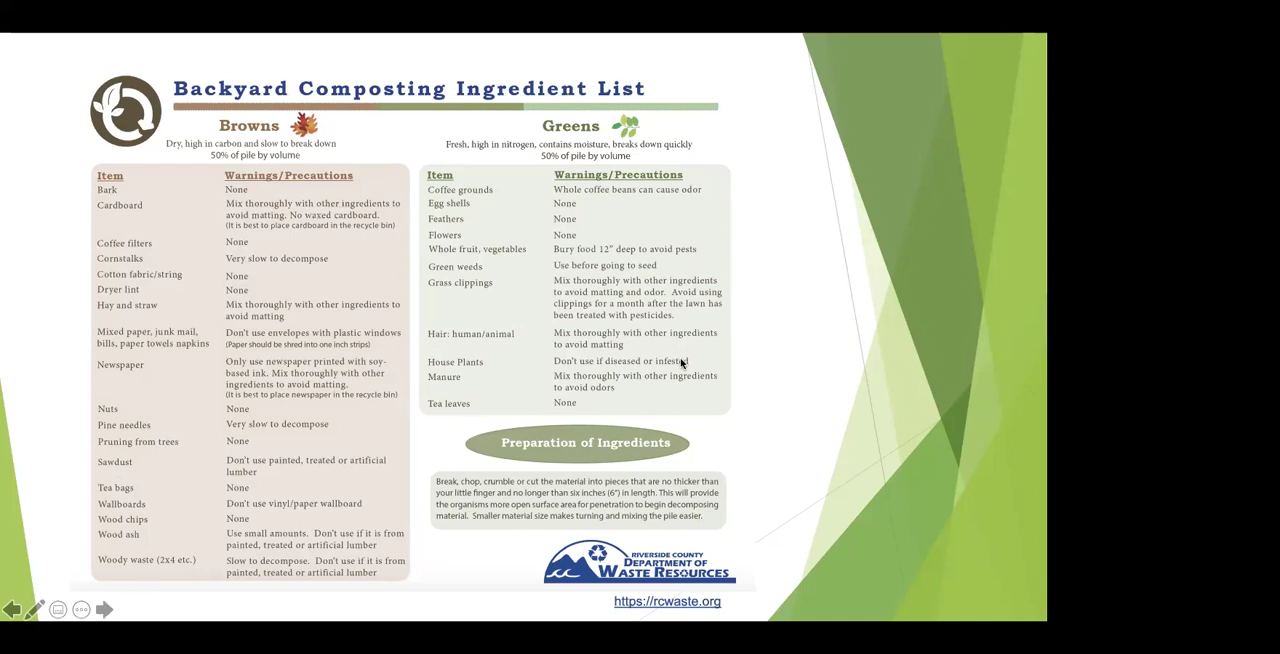 Backyard Composting Ingredient List
Browns
Dry, high in carbon and slow to break down
50% of pile by volume
Item Warnings/Precautions
Bark None
Cardboard Mix thoroughly with other ingredients to
avoid matting. No waxed cardboard.
(It is best to place cardboard in the recycle bin)
Coffee filters None
Cornstalks Very slow to decompose
Cotton fabric/string None
Dryer lint None
Hay and straw Mix thoroughly with other ingredients to
avoid matting
Mixed paper, junk mail, Don't use envelopes with plastic windows
bills, paper towels napkins (Paper should be shred into one inch strips)
Newspaper Only use newspaper printed with soy-
based ink. Mix thoroughly with other
ingredients to avoid matting.
(It is best to place newspaper in the recycle bin)
Nuts None
Pine needles Very slow to decompose
Pruning from trees None
Sawdust Don't use painted, treated or artificial
lumber
Tea bags None
Wallboards Don't use vinyl/paper wallboard
Wood chips None
Wood ash Use small amounts. Don't use if it is from
painted, treated or artificial lumber
Woody waste (2x4 etc.) Slow to decompose. Don't use if it is from
painted, treated or artificial lumber
Greens
Fresh, high in nitrogen, contains moisture, breaks down quickly
50% of pile by volume
Item Warnings/Precautions
Coffee grounds Whole coffee beans can cause odor
Egg shells None
Feathers None
Flowers None
Whole fruit, vegetables Bury food 12" deep to avoid pests
Green weeds Use before going to seed
Grass clippings Mix thoroughly with other ingredients
to avoid matting and odor. Avoid using
clippings for a month after the lawn has
been treated with pesticides.
Hair: human/animal Mix thoroughly with other ingredients
to avoid matting
House Plants Don't use if diseased or infested
Manure Mix thoroughly with other ingredients
to avoid odors
Tea leaves None
Preparation of Ingredients
Break, chop, crumble or cut the material into pieces that are no thicker than
your little finger and no longer than six inches (6") in length. This will provide
the organisms more open surface area for penetration to begin decomposing
material. Smaller material size makes turning and mixing the pile easier.
RIVERSIDE COUNTY
DEPARTMENT OF
WASTE RESOURCES
https://rcwaste.org